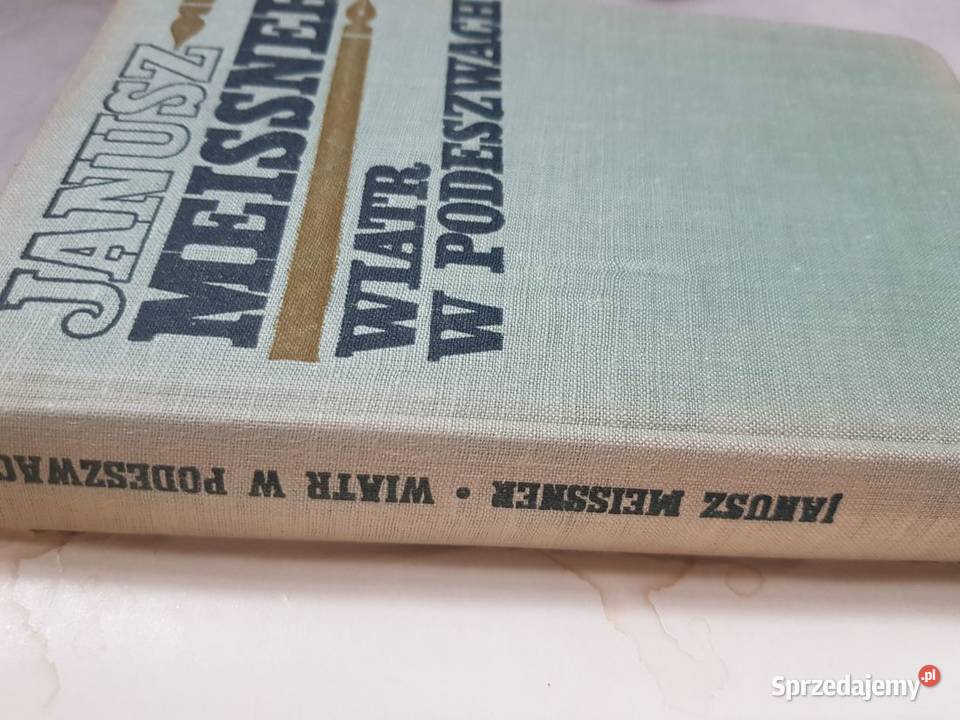 JANUSZ
MEISSNER
WIATR
W PODESZWACH
JANUSZ MEISSNER • WIATR W PODESZWAC
Sprzedajemy.pl